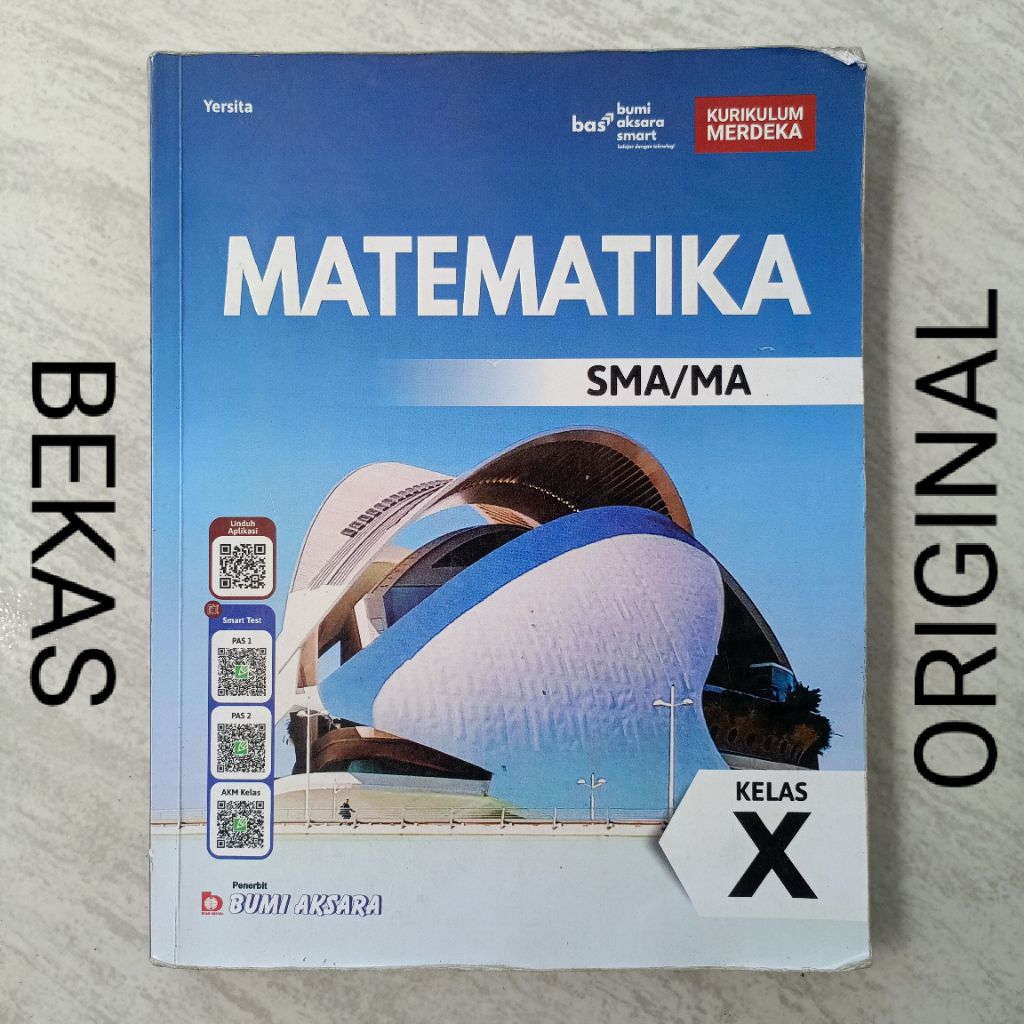 Yersita
bas
bumi
aksara
smart
belajar dengan teknologi
KURIKULUM
MERDEKA
MATEMATIKA
SMA/MA
BEKAS
ORIGINAL
Unduh
Aplikasi
Smart Test
PAS 1
PAS 2
AKM Kelas
KELAS
X
Penerbit
BUMI AKSARA